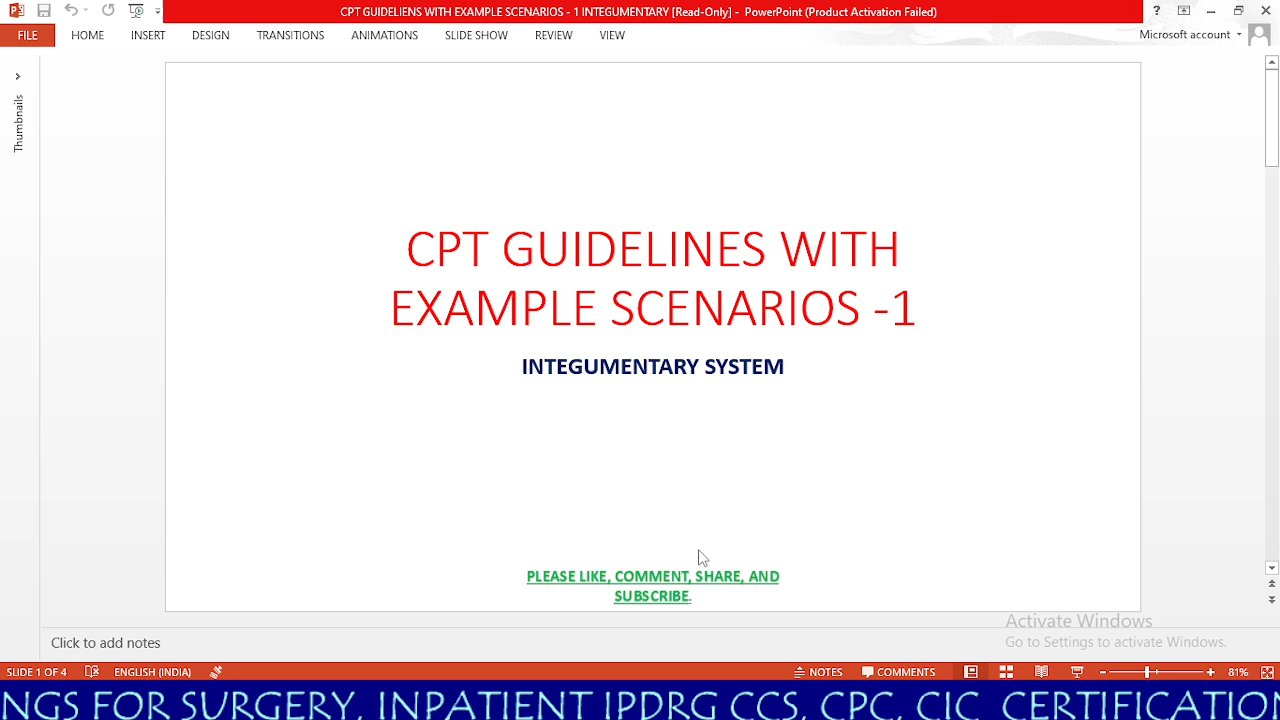 CPT GUIDELIENS WITH EXAMPLE SCENARIOS - 1 INTEGUMENTARY [Read-Only] - PowerPoint (Product Activation Failed)
?
FILE HOME INSERT DESIGN TRANSITIONS ANIMATIONS SLIDE SHOW REVIEW VIEW Microsoft account
Thumbnails
CPT GUIDELINES WITH
EXAMPLE SCENARIOS -1
INTEGUMENTARY SYSTEM
PLEASE LIKE, COMMENT, SHARE, AND
SUBSCRIBE.
Activate Windows
Go to Settings to activate Windows.
Click to add notes
SLIDE 1 OF 4 ENGLISH (INDIA) NOTES COMMENTS 81%
NGS FOR SURGERY, INPATIENT IPDRG CCS, CPC, CIC CERTIFICATION